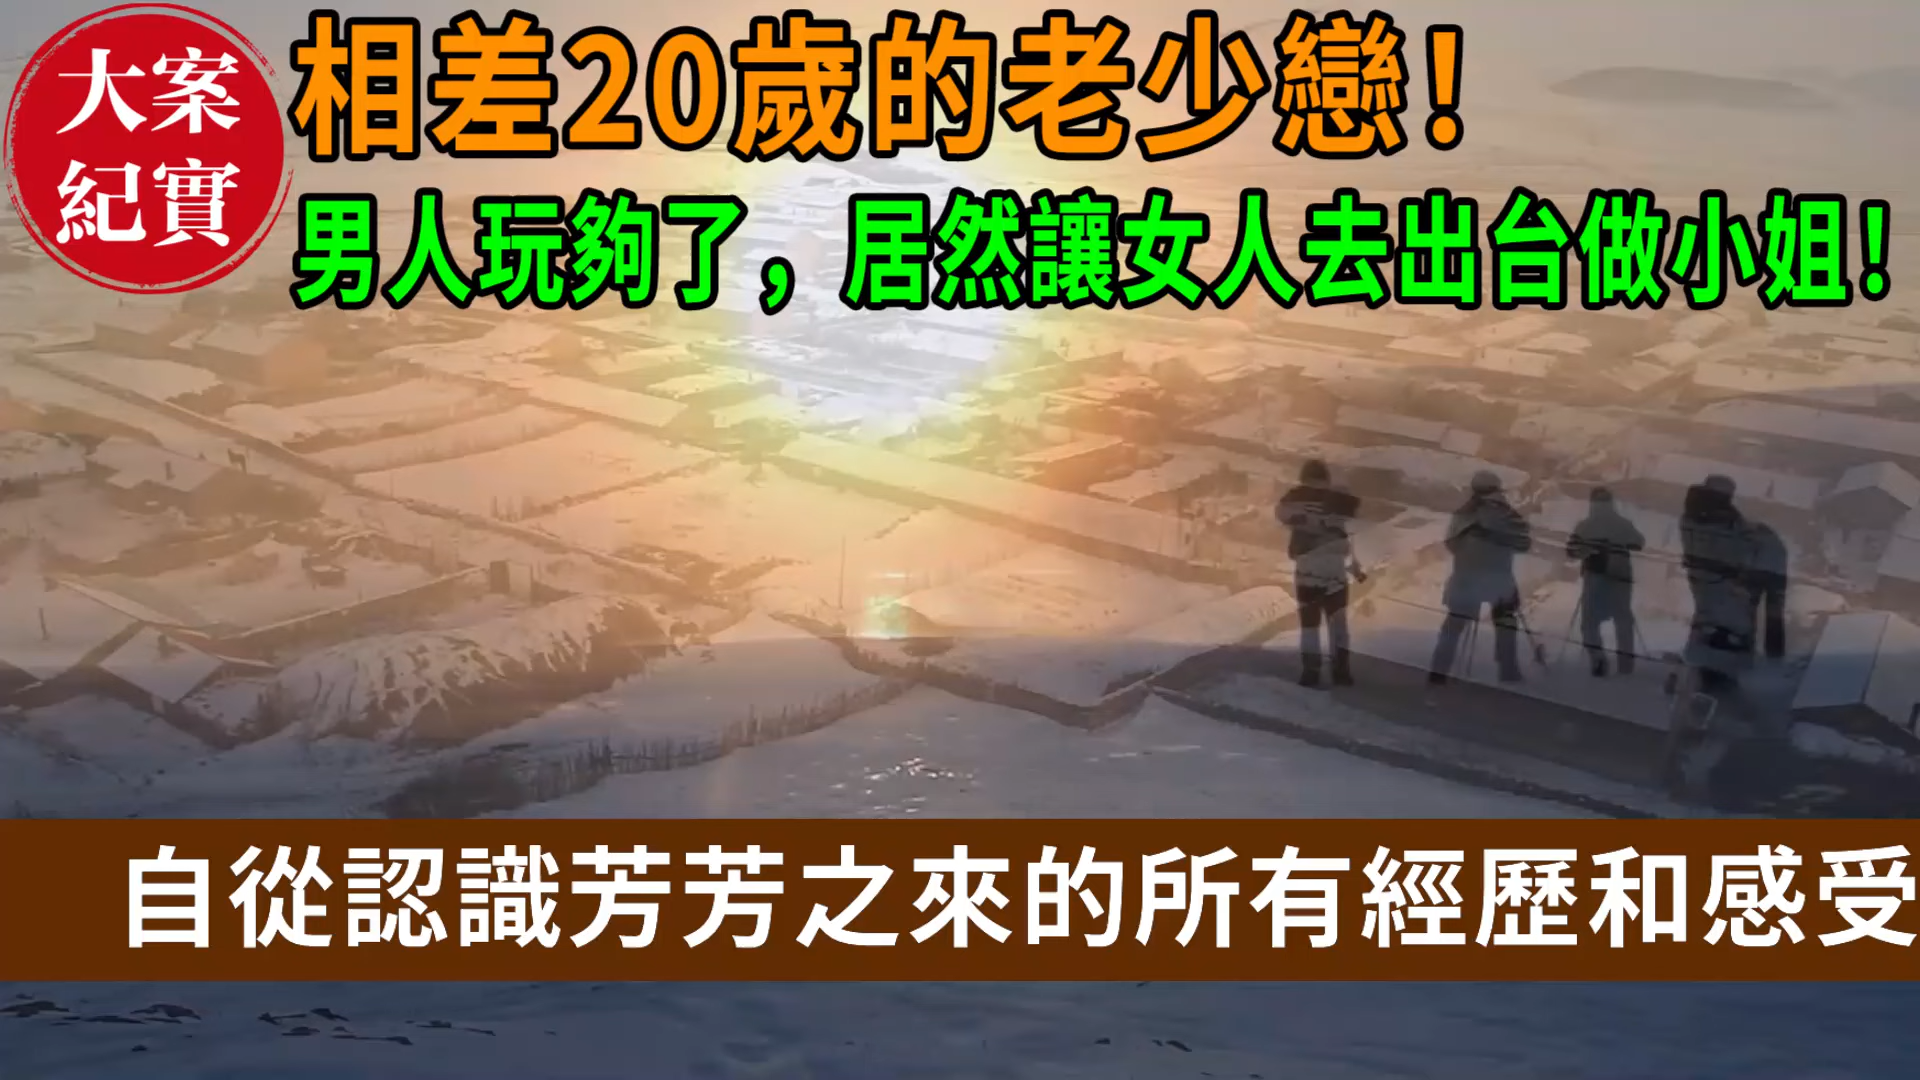 大案
紀實
相差20歲的老少戀！
男人玩夠了，居然讓女人去出台做小姐！
自從認識芳芳之來的所有經歷和感受